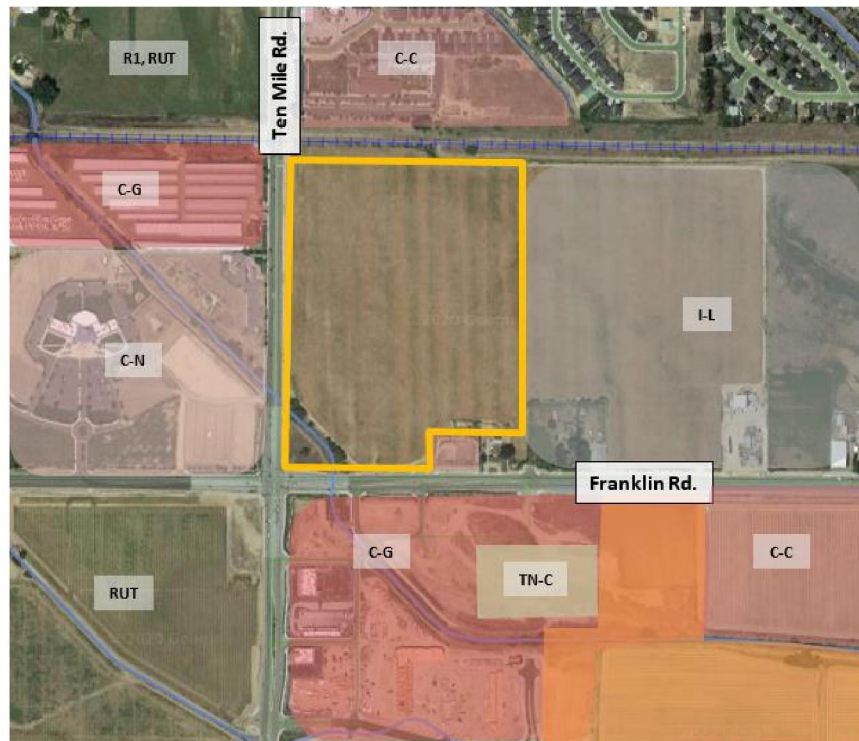 R1, RUT
Ten Mile Rd.
C-C
C-G
C-N
I-L
Franklin Rd.
C-G
TN-C
C-C
RUT